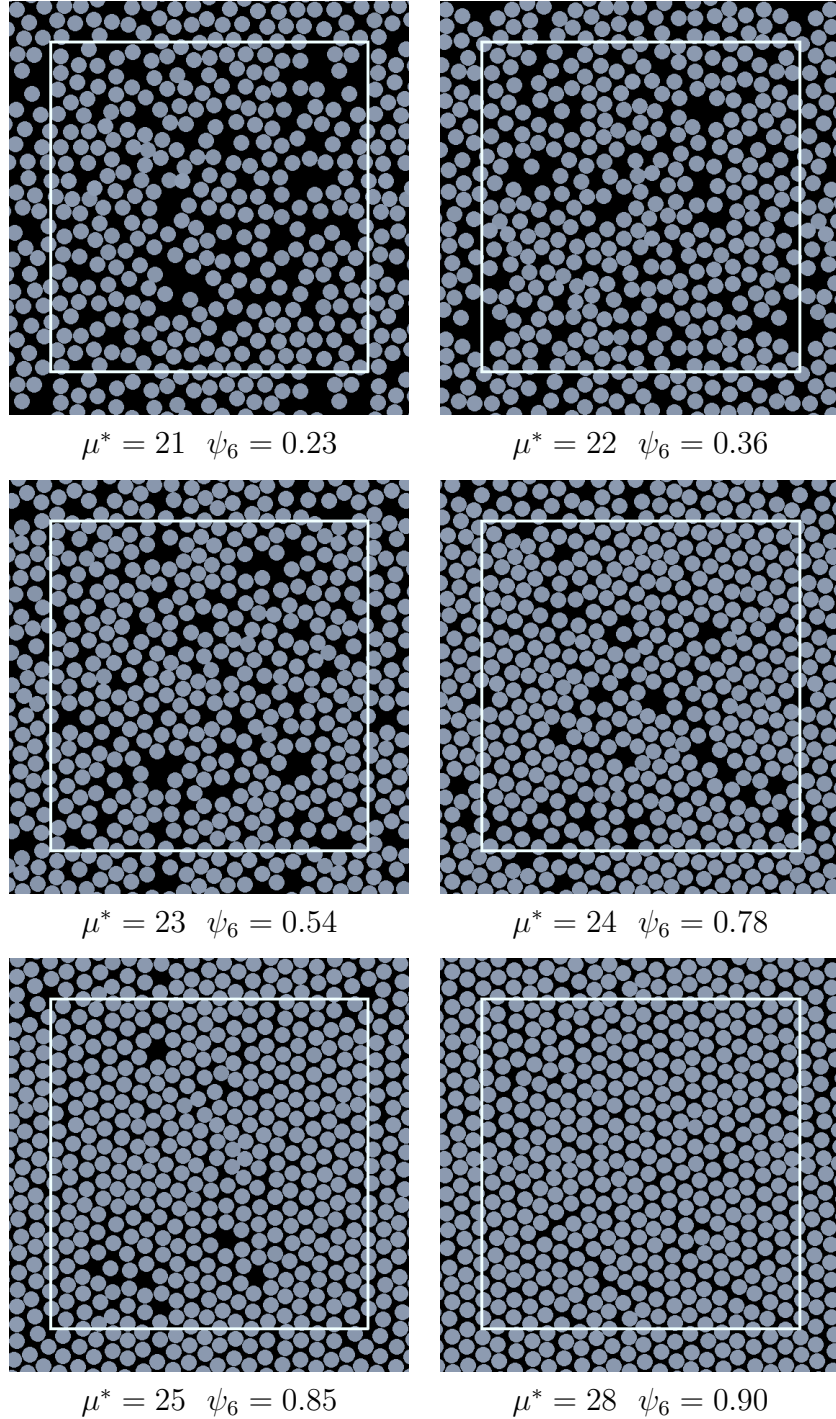 μ* = 21 ψ₆ = 0.23
μ* = 22 ψ₆ = 0.36
μ* = 23 ψ₆ = 0.54
μ* = 24 ψ₆ = 0.78
μ* = 25 ψ₆ = 0.85
μ* = 28 ψ₆ = 0.90